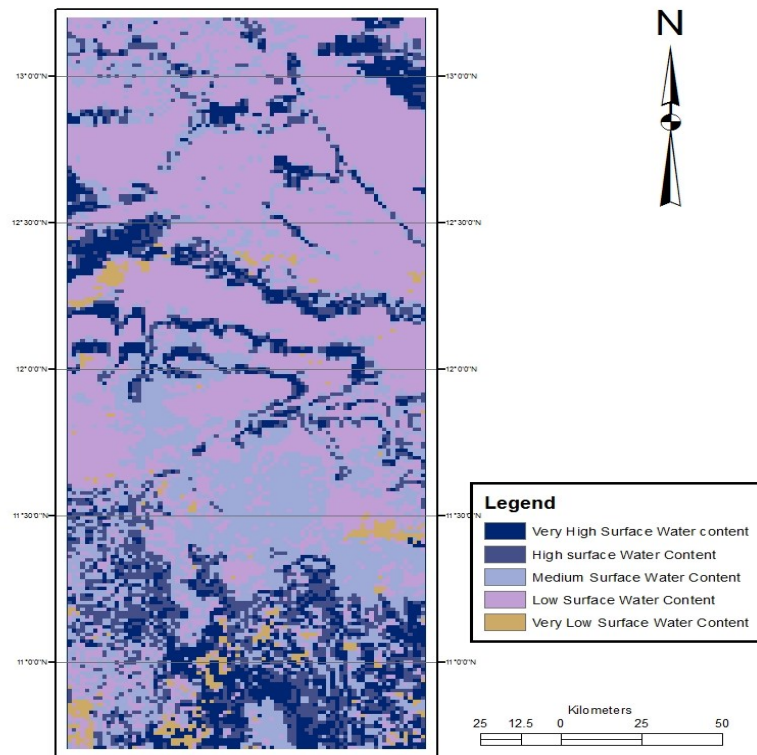 N
13°0'0"N
13°0'0"N
12°30'0"N
12°30'0"N
12°0'0"N
12°0'0"N
11°30'0"N
11°30'0"N
11°0'0"N
11°0'0"N
Legend
Very High Surface Water content
High surface Water Content
Medium Surface Water Content
Low Surface Water Content
Very Low Surface Water Content
Kilometers
25 12.5 0 25 50